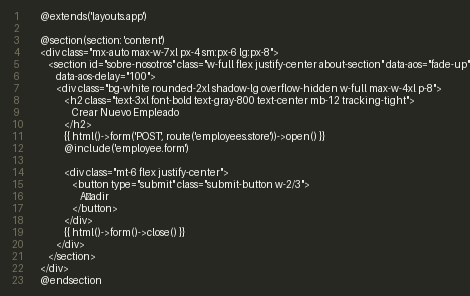 1 @extends('layouts.app')
2
3 @section(section: 'content')
4 <div class="mx-auto max-w-7xl px-4 sm:px-6 lg:px-8">
5 <section id="sobre-nosotros" class="w-full flex justify-center about-section" data-aos="fade-up"
6 data-aos-delay="100">
7 <div class="bg-white rounded-2xl shadow-lg overflow-hidden w-full max-w-4xl p-8">
8 <h2 class="text-3xl font-bold text-gray-800 text-center mb-12 tracking-tight">
9 Crear Nuevo Empleado
10 </h2>
11 {{ html()->form('POST', route('employees.store'))->open() }}
12 @include('employee.form')
13
14 <div class="mt-6 flex justify-center">
15 <button type="submit" class="submit-button w-2/3">
16 A▯adir
17 </button>
18 </div>
19 {{ html()->form()->close() }}
20 </div>
21 </section>
22 </div>
23 @endsection